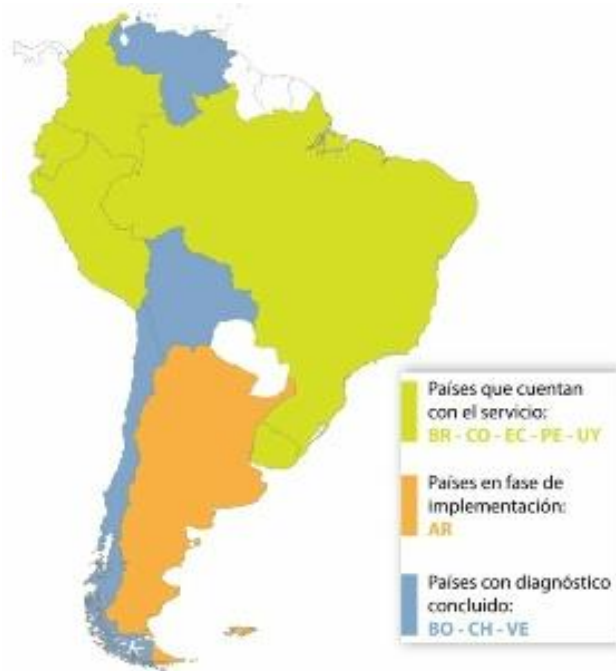 Países que cuentan
con el servicio:
BR - CO - EC - PE - UY
Países en fase de
implementación:
AR
Países con diagnóstico
concluido:
BO - CH - VE